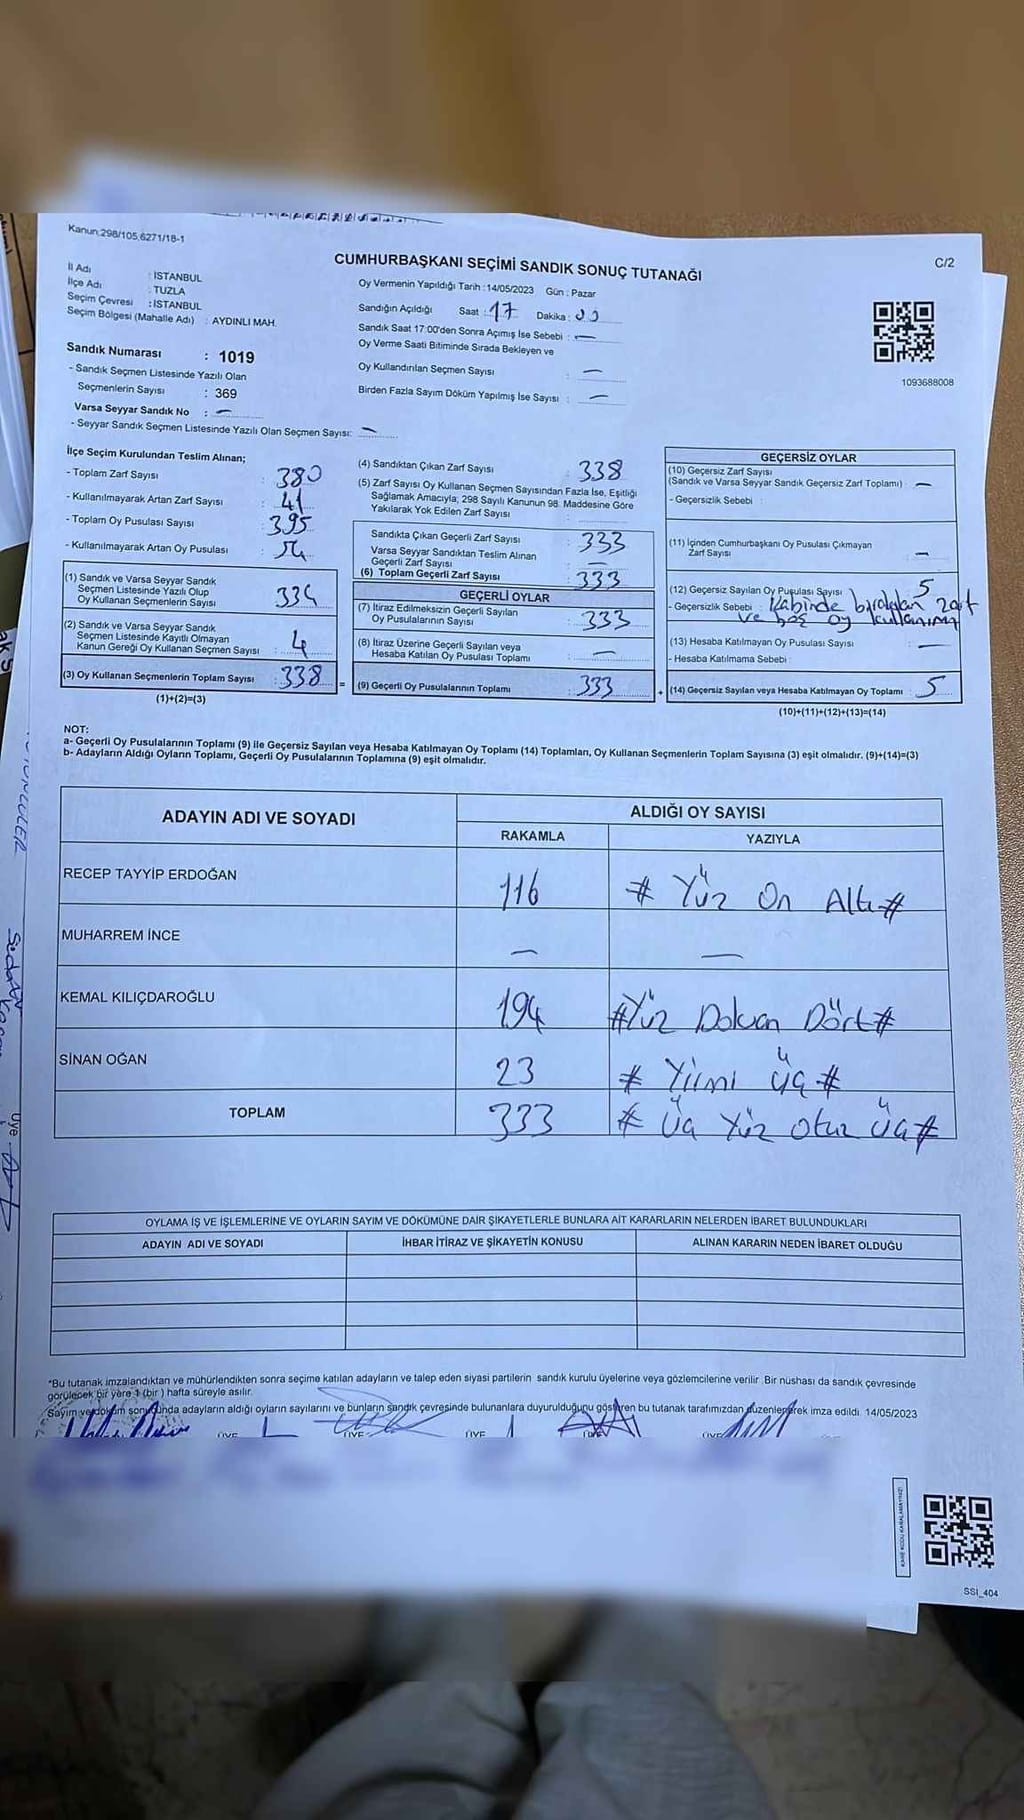 Kanun:298/105,6271/18-1
C/2
CUMHURBAŞKANI SEÇİMİ SANDIK SONUÇ TUTANAĞI
İl Adı : İSTANBUL
İlçe Adı : TUZLA
Seçim Çevresi : İSTANBUL
Seçim Bölgesi (Mahalle Adı) : AYDINLI MAH.
Oy Vermenin Yapıldığı Tarih :14/05/2023 Gün : Pazar
Sandığın Açıldığı Saat : 17 Dakika :
Sandık Saat 17:00'den Sonra Açımış İse Sebebi : —
Oy Verme Saati Bitiminde Sırada Bekleyen ve
Oy Kullandırılan Seçmen Sayısı : —
Birden Fazla Sayım Döküm Yapılmış İse Sayısı : —
1093688008
Sandık Numarası : 1019
- Sandık Seçmen Listesinde Yazılı Olan
Seçmenlerin Sayısı : 369
Varsa Seyyar Sandık No : —
- Seyyar Sandık Seçmen Listesinde Yazılı Olan Seçmen Sayısı: —
İlçe Seçim Kurulundan Teslim Alınan;
- Toplam Zarf Sayısı : 380
- Kullanılmayarak Artan Zarf Sayısı : 41
- Toplam Oy Pusulası Sayısı : 395
- Kullanılmayarak Artan Oy Pusulası : 54
(1) Sandık ve Varsa Seyyar Sandık
Seçmen Listesinde Yazılı Olup
Oy Kullanan Seçmenlerin Sayısı : 334
(2) Sandık ve Varsa Seyyar Sandık
Seçmen Listesinde Kayıtlı Olmayan
Kanun Gereği Oy Kullanan Seçmen Sayısı : 4
(3) Oy Kullanan Seçmenlerin Toplam Sayısı : 338
(1)+(2)=(3)
(4) Sandıktan Çıkan Zarf Sayısı : 338
(5) Zarf Sayısı Oy Kullanan Seçmen Sayısından Fazla İse, Eşitliği
Sağlamak Amacıyla; 298 Sayılı Kanunun 98. Maddesine Göre
Yakılarak Yok Edilen Zarf Sayısı :
Sandıkta Çıkan Geçerli Zarf Sayısı : 333
Varsa Seyyar Sandıktan Teslim Alınan
Geçerli Zarf Sayısı : —
(6) Toplam Geçerli Zarf Sayısı : 333
GEÇERLİ OYLAR
(7) İtiraz Edilmeksizin Geçerli Sayılan
Oy Pusulalarının Sayısı : 333
(8) İtiraz Üzerine Geçerli Sayılan veya
Hesaba Katılan Oy Pusulası Toplamı : —
= (9) Geçerli Oy Pusulalarının Toplamı : 333
GEÇERSİZ OYLAR
(10) Geçersiz Zarf Sayısı
(Sandık ve Varsa Seyyar Sandık Geçersiz Zarf Toplamı) : —
- Geçersizlik Sebebi :
(11) İçinden Cumhurbaşkanı Oy Pusulası Çıkmayan
Zarf Sayısı : —
(12) Geçersiz Sayılan Oy Pusulası Sayısı : 5
- Geçersizlik Sebebi : Kabinde bırakılan zarf
ve boş oy kullanımı
(13) Hesaba Katılmayan Oy Pusulası Sayısı : —
- Hesaba Katılmama Sebebi :
+ (14) Geçersiz Sayılan veya Hesaba Katılmayan Oy Toplamı : 5
(10)+(11)+(12)+(13)=(14)
NOT:
a- Geçerli Oy Pusulalarının Toplamı (9) ile Geçersiz Sayılan veya Hesaba Katılmayan Oy Toplamı (14) Toplamları, Oy Kullanan Seçmenlerin Toplam Sayısına (3) eşit olmalıdır. (9)+(14)=(3)
b- Adayların Aldığı Oyların Toplamı, Geçerli Oy Pusulalarının Toplamına (9) eşit olmalıdır.
ADAYIN ADI VE SOYADI
ALDIĞI OY SAYISI
RAKAMLA YAZIYLA
RECEP TAYYİP ERDOĞAN 116 # Yüz On Altı #
MUHARREM İNCE — —
KEMAL KILIÇDAROĞLU 194 # Yüz Doksan Dört #
SİNAN OĞAN 23 # Yirmi üç #
TOPLAM 333 # Üç Yüz otuz üç #
OYLAMA İŞ VE İŞLEMLERİNE VE OYLARIN SAYIM VE DÖKÜMÜNE DAİR ŞİKAYETLERLE BUNLARA AİT KARARLARIN NELERDEN İBARET BULUNDUKLARI
ADAYIN ADI VE SOYADI İHBAR İTİRAZ VE ŞİKAYETİN KONUSU ALINAN KARARIN NEDEN İBARET OLDUĞU
*Bu tutanak imzalandıktan ve mühürlendikten sonra seçime katılan adayların ve talep eden siyasi partilerin sandık kurulu üyelerine veya gözlemcilerine verilir. Bir nüshası da sandık çevresinde
görülecek bir yere 1 (bir ) hafta süreyle asılır.
Sayım ve döküm sonucunda adayların aldığı oyların sayılarını ve bunların sandık çevresinde bulunanlara duyurulduğunu gösteren bu tutanak tarafımızdan düzenlenerek imza edildi. 14/05/2023
ÜYE ÜYE ÜYE ÜYE ÜYE
KARE KODU KARALAMAYINIZ!
SSI_404